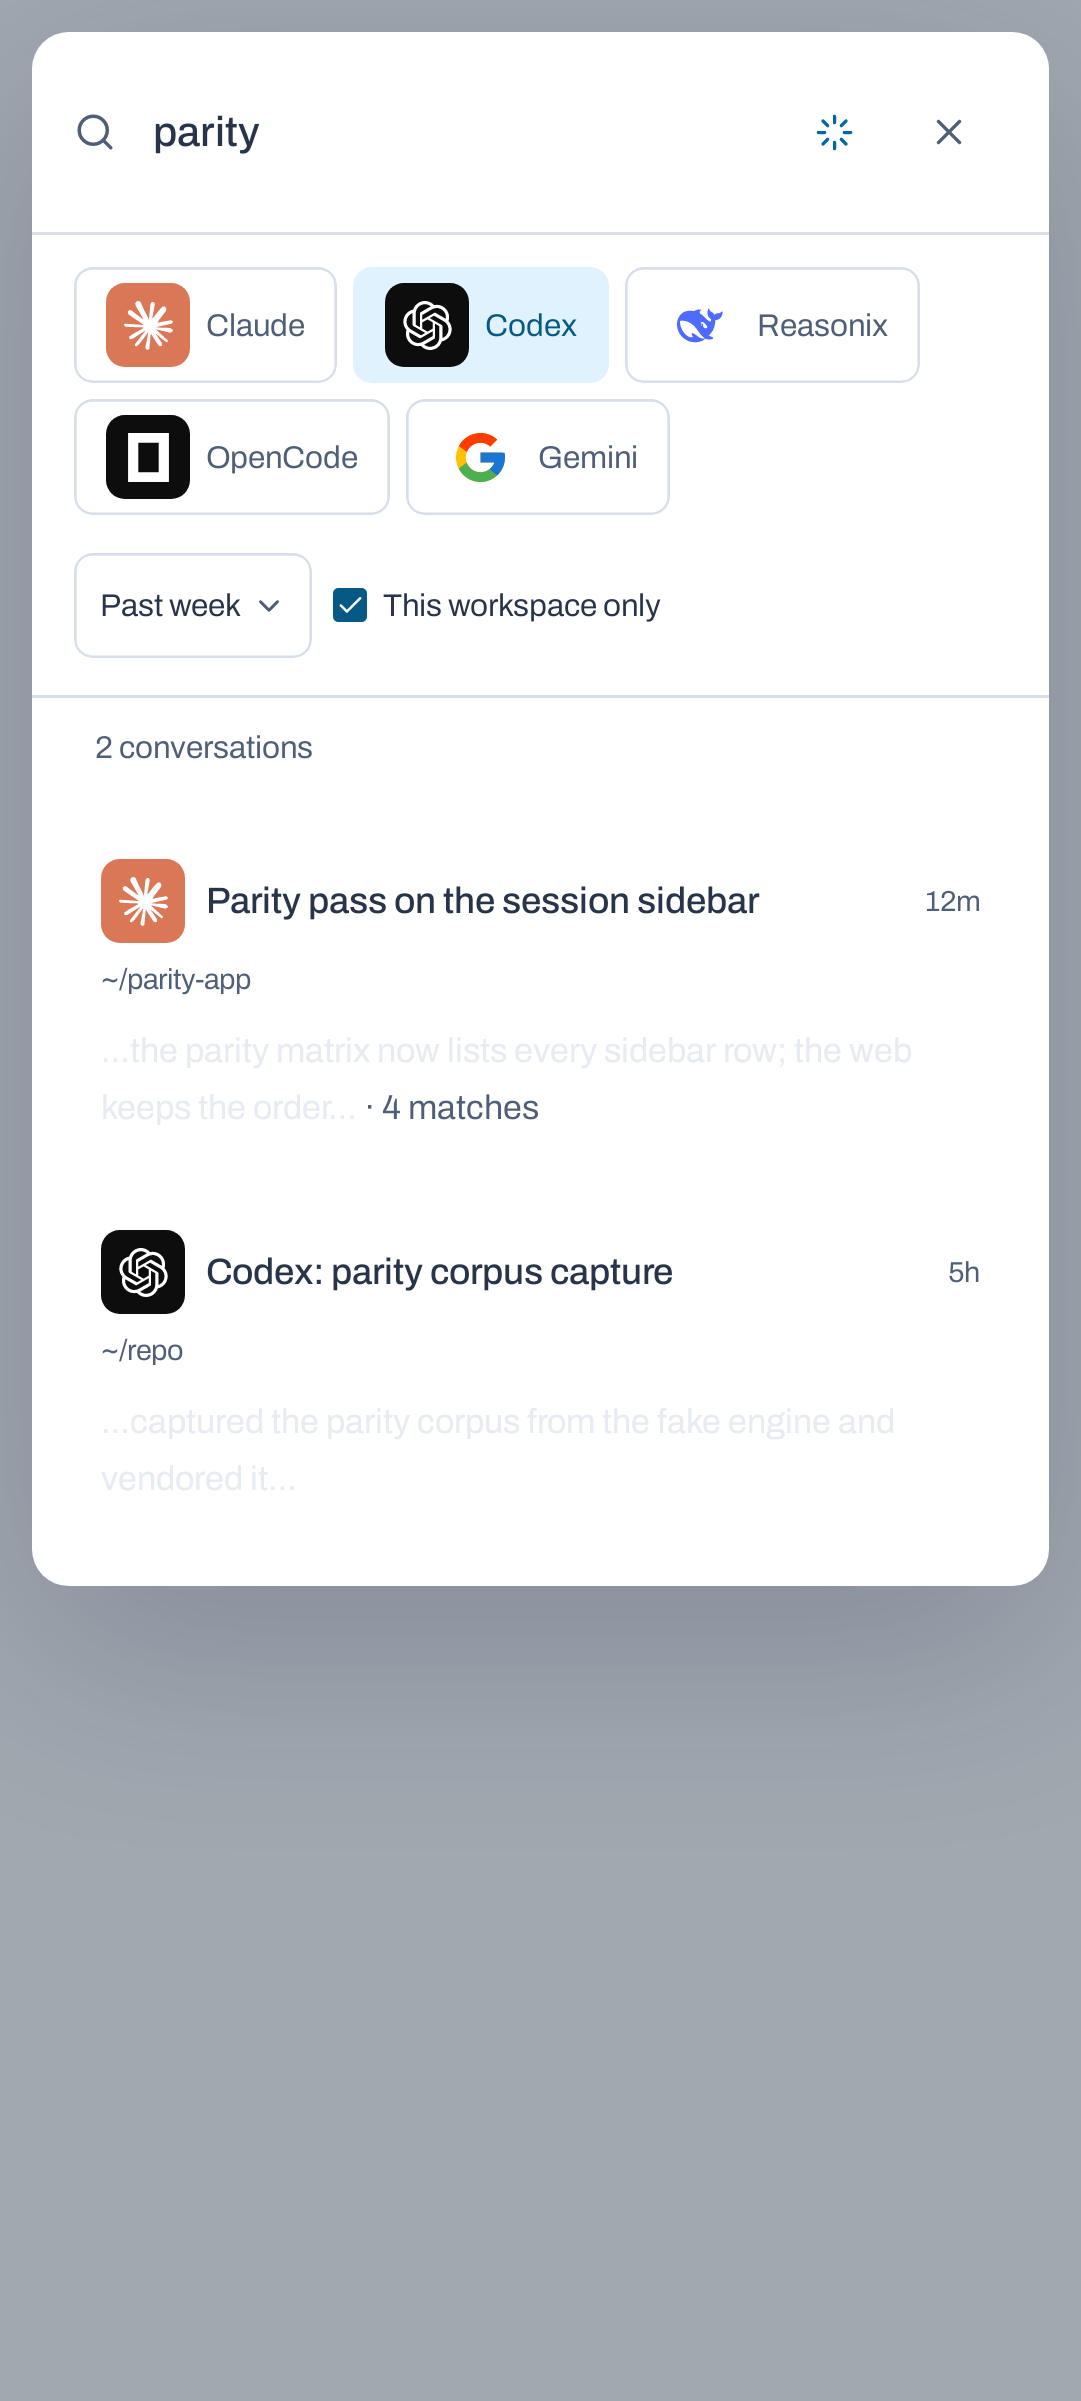 parity
Claude
Codex
Reasonix
OpenCode
Gemini
Past week
This workspace only
2 conversations
Parity pass on the session sidebar
12m
~/parity-app
...the parity matrix now lists every sidebar row; the web
keeps the order... · 4 matches
Codex: parity corpus capture
5h
~/repo
...captured the parity corpus from the fake engine and
vendored it...